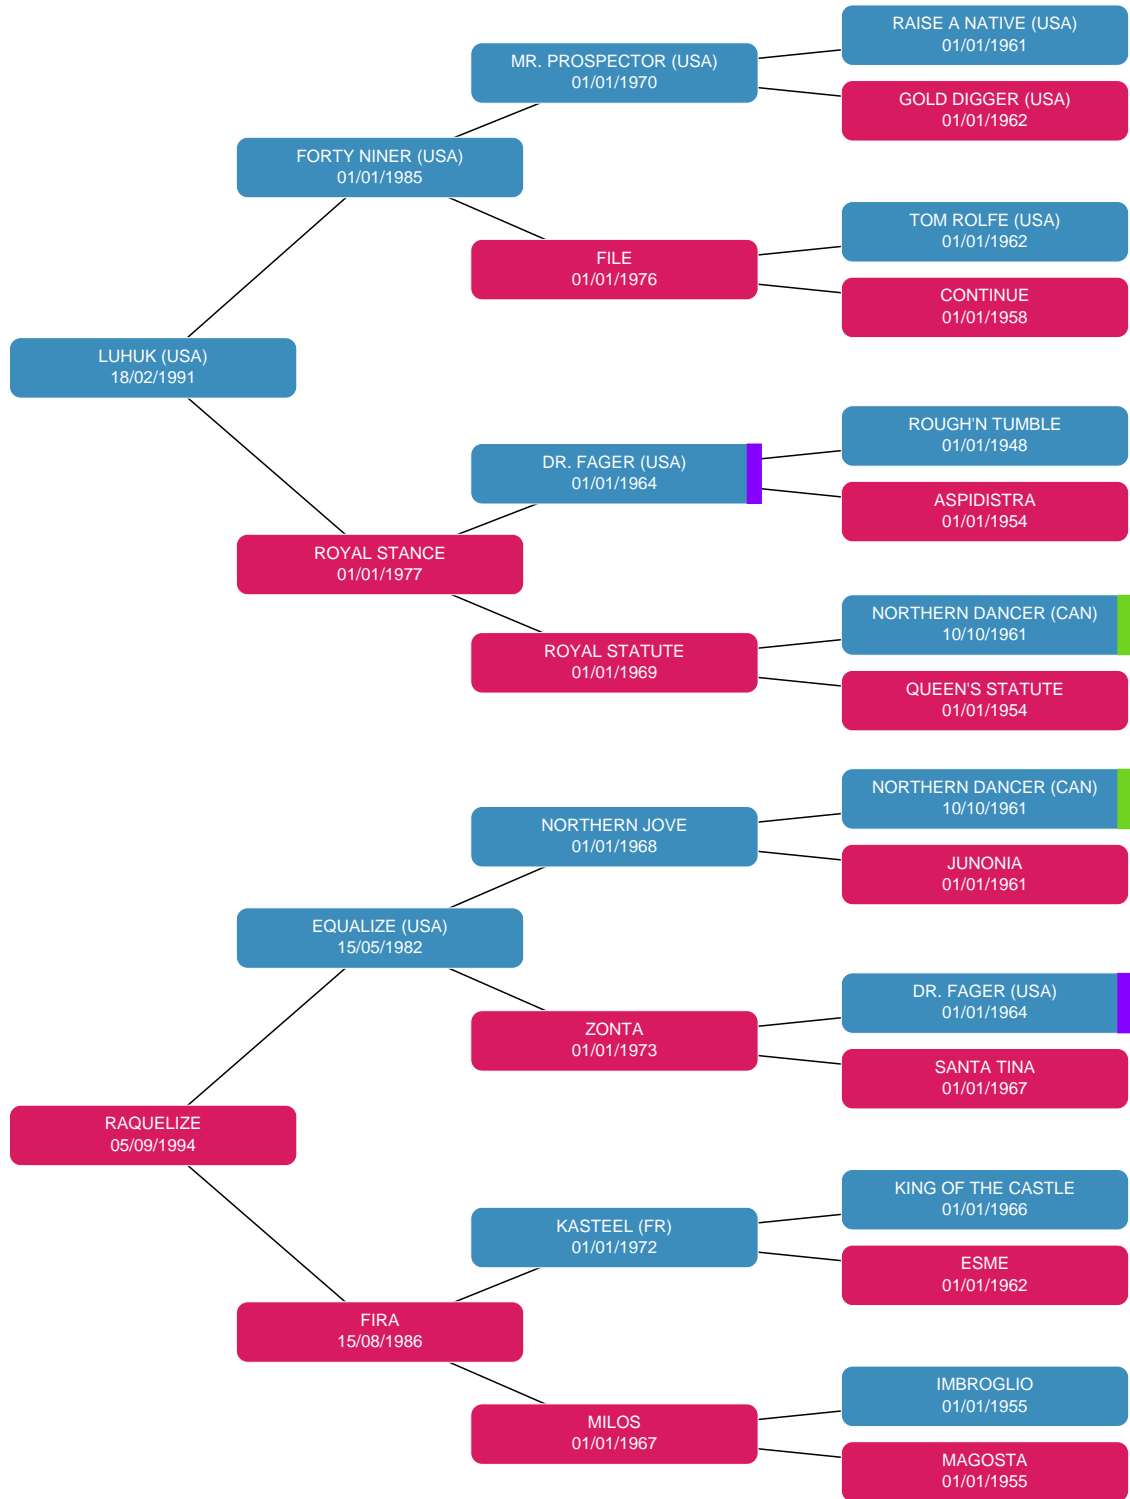 RAISE A NATIVE (USA)
01/01/1961
MR. PROSPECTOR (USA)
01/01/1970
GOLD DIGGER (USA)
01/01/1962
FORTY NINER (USA)
01/01/1985
TOM ROLFE (USA)
01/01/1962
FILE
01/01/1976
CONTINUE
01/01/1958
LUHUK (USA)
18/02/1991
ROUGH'N TUMBLE
01/01/1948
DR. FAGER (USA)
01/01/1964
ASPIDISTRA
01/01/1954
ROYAL STANCE
01/01/1977
NORTHERN DANCER (CAN)
10/10/1961
ROYAL STATUTE
01/01/1969
QUEEN'S STATUTE
01/01/1954
NORTHERN DANCER (CAN)
10/10/1961
NORTHERN JOVE
01/01/1968
JUNONIA
01/01/1961
EQUALIZE (USA)
15/05/1982
DR. FAGER (USA)
01/01/1964
ZONTA
01/01/1973
SANTA TINA
01/01/1967
RAQUELIZE
05/09/1994
KING OF THE CASTLE
01/01/1966
KASTEEL (FR)
01/01/1972
ESME
01/01/1962
FIRA
15/08/1986
IMBROGLIO
01/01/1955
MILOS
01/01/1967
MAGOSTA
01/01/1955